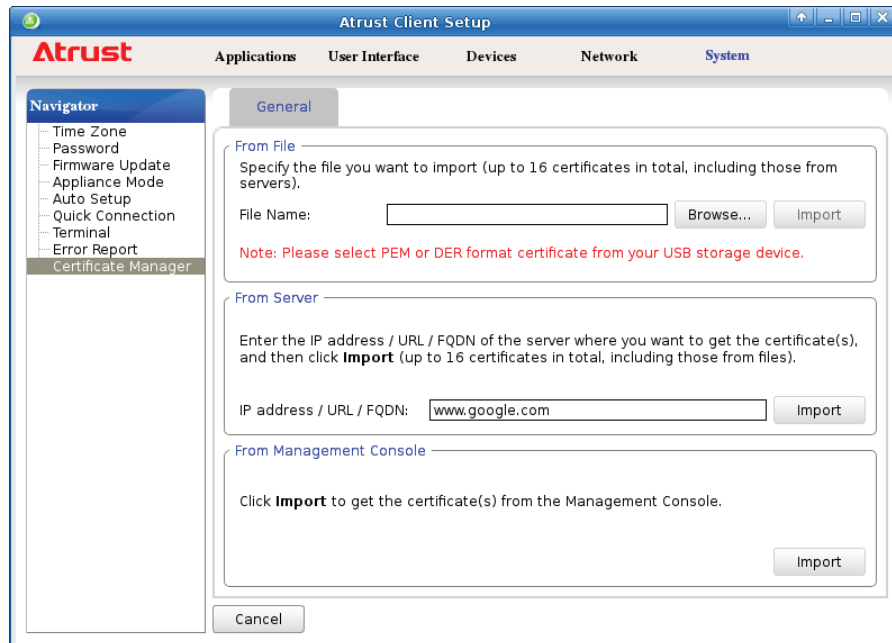 Atrust Client Setup
Atrust
Applications User Interface Devices Network System
Navigator
Time Zone
Password
Firmware Update
Appliance Mode
Auto Setup
Quick Connection
Terminal
Error Report
Certificate Manager
General
From File
Specify the file you want to import (up to 16 certificates in total, including those from
servers).
File Name: Browse... Import
Note: Please select PEM or DER format certificate from your USB storage device.
From Server
Enter the IP address / URL / FQDN of the server where you want to get the certificate(s),
and then click Import (up to 16 certificates in total, including those from files).
IP address / URL / FQDN: www.google.com Import
From Management Console
Click Import to get the certificate(s) from the Management Console.
Import
Cancel